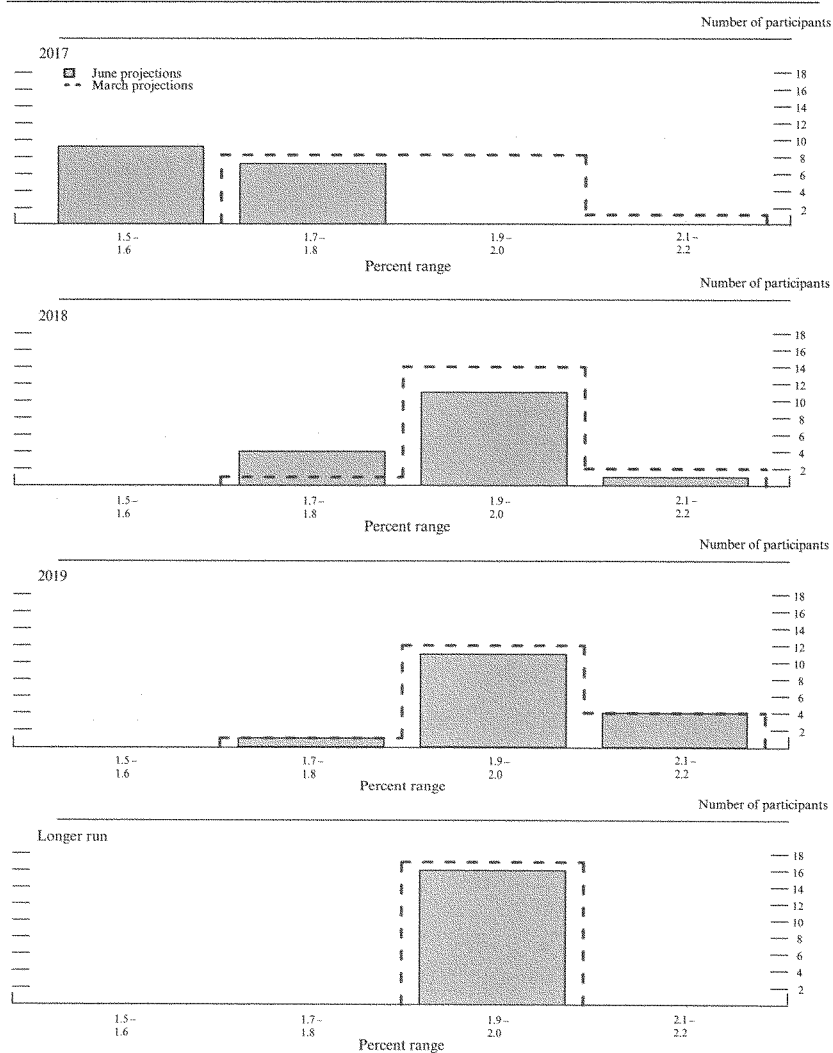 Number of participants
2017
June projections
March projections
18
16
14
12
10
8
6
4
2
1.5 – 1.7 – 1.9 – 2.1 –
1.6 1.8 2.0 2.2
Percent range
Number of participants
2018
18
16
14
12
10
8
6
4
2
1.5 – 1.7 – 1.9 – 2.1 –
1.6 1.8 2.0 2.2
Percent range
Number of participants
2019
18
16
14
12
10
8
6
4
2
1.5 – 1.7 – 1.9 – 2.1 –
1.6 1.8 2.0 2.2
Percent range
Number of participants
Longer run
18
16
14
12
10
8
6
4
2
1.5 – 1.7 – 1.9 – 2.1 –
1.6 1.8 2.0 2.2
Percent range